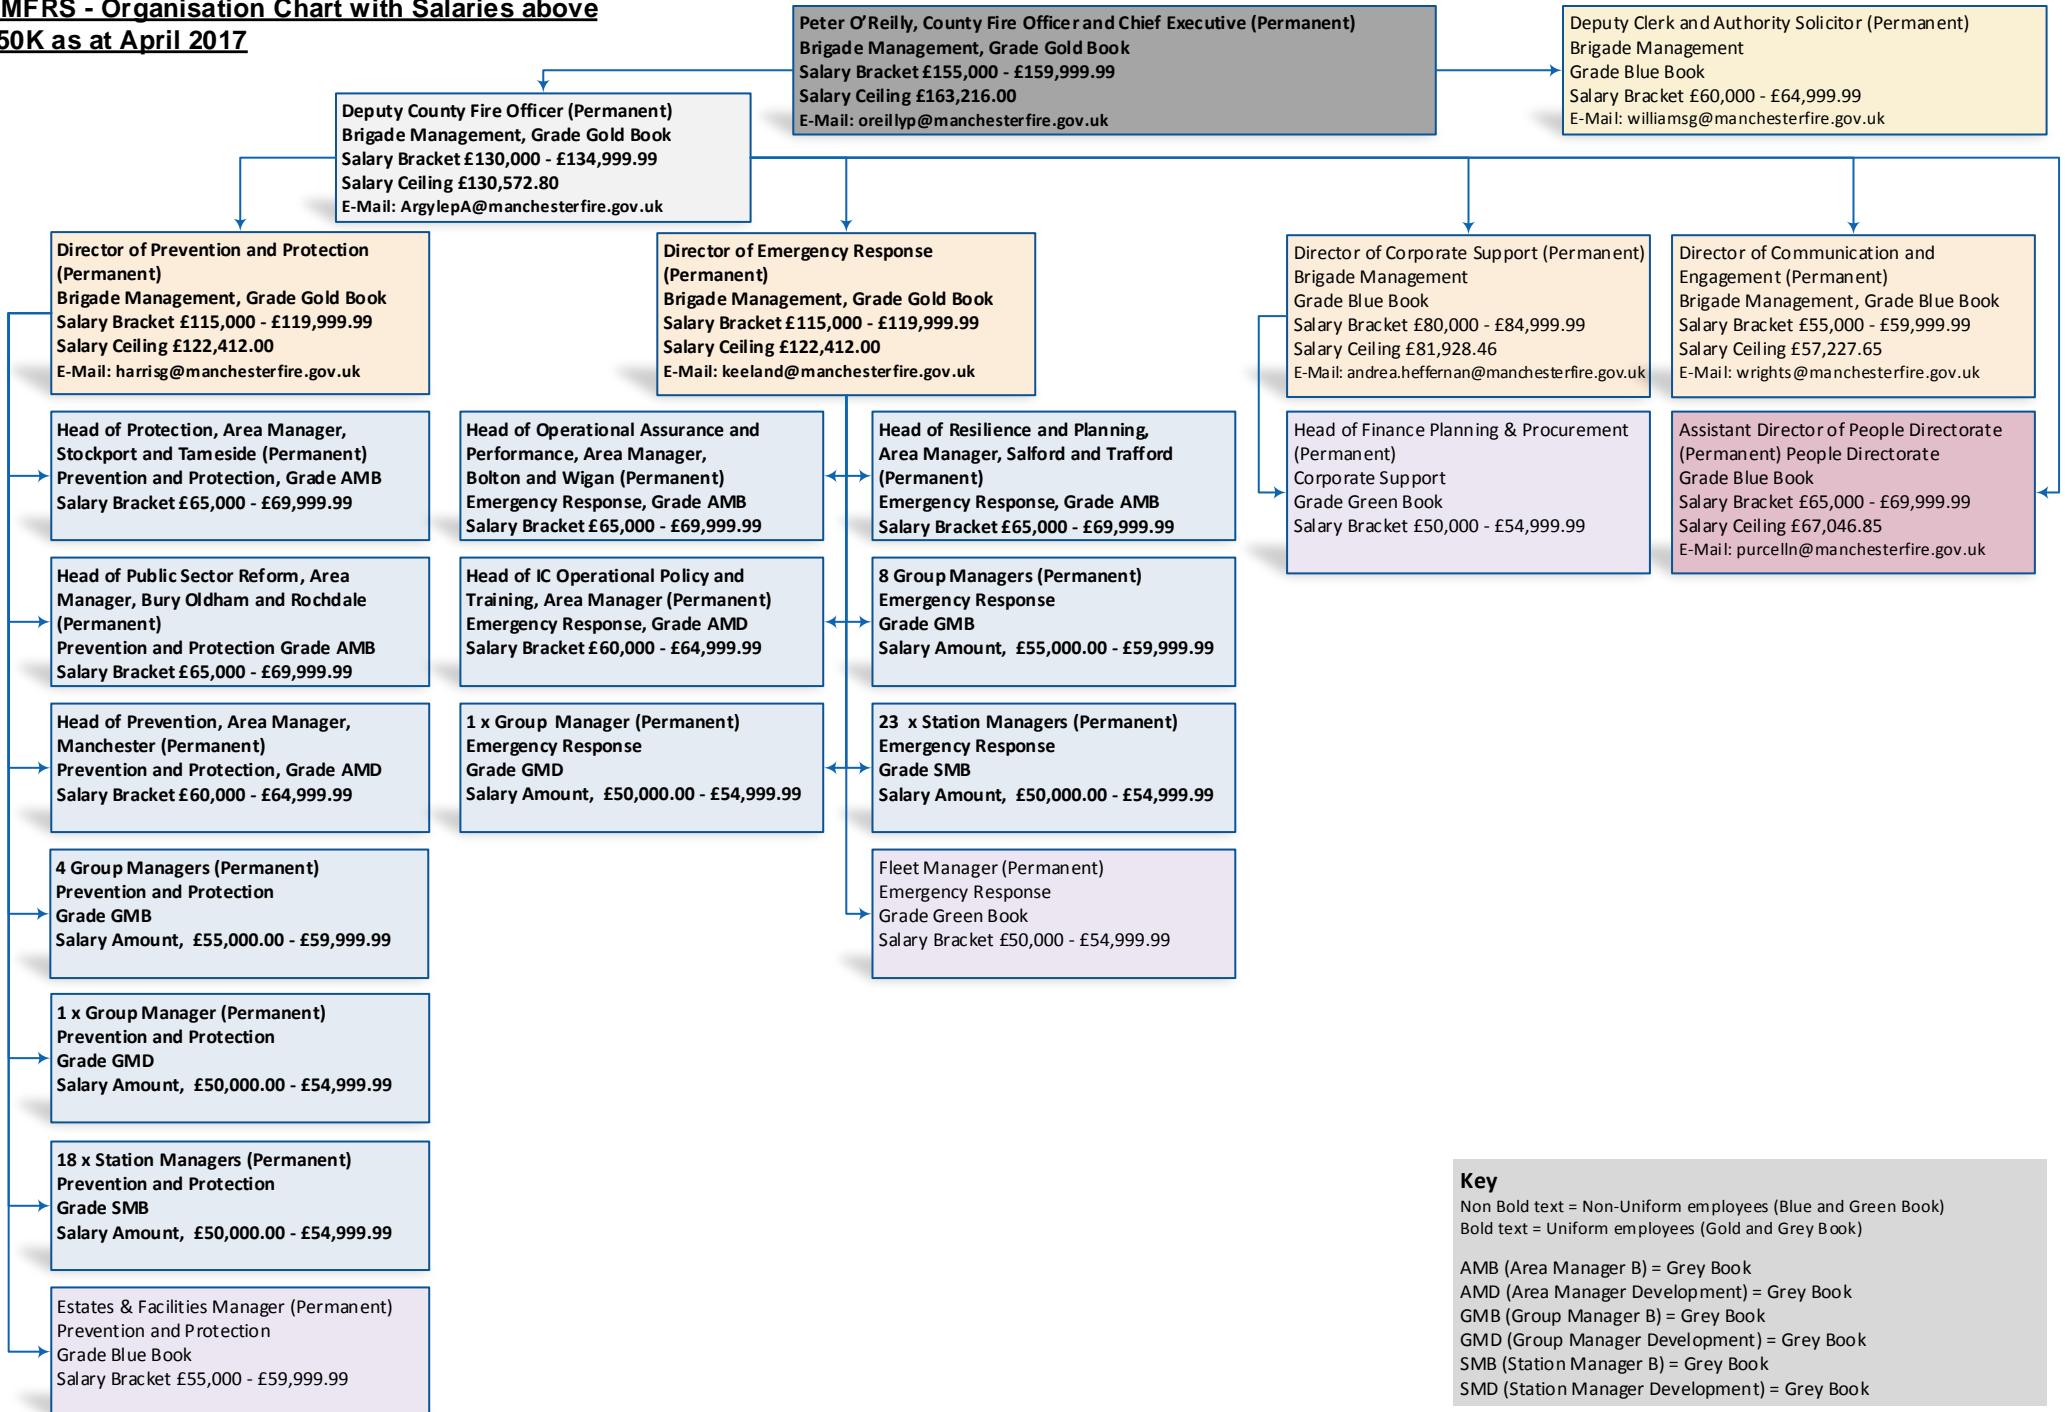 MFRS - Organisation Chart with Salaries above
50K as at April 2017
Peter O'Reilly, County Fire Officer and Chief Executive (Permanent)
Brigade Management, Grade Gold Book
Salary Bracket £155,000 - £159,999.99
Salary Ceiling £163,216.00
E-Mail: oreillyp@manchesterfire.gov.uk
Deputy Clerk and Authority Solicitor (Permanent)
Brigade Management
Grade Blue Book
Salary Bracket £60,000 - £64,999.99
E-Mail: williamsg@manchesterfire.gov.uk
Deputy County Fire Officer (Permanent)
Brigade Management, Grade Gold Book
Salary Bracket £130,000 - £134,999.99
Salary Ceiling £130,572.80
E-Mail: ArgylepA@manchesterfire.gov.uk
Director of Prevention and Protection
(Permanent)
Brigade Management, Grade Gold Book
Salary Bracket £115,000 - £119,999.99
Salary Ceiling £122,412.00
E-Mail: harrisg@manchesterfire.gov.uk
Director of Emergency Response
(Permanent)
Brigade Management, Grade Gold Book
Salary Bracket £115,000 - £119,999.99
Salary Ceiling £122,412.00
E-Mail: keeland@manchesterfire.gov.uk
Director of Corporate Support (Permanent)
Brigade Management
Grade Blue Book
Salary Bracket £80,000 - £84,999.99
Salary Ceiling £81,928.46
E-Mail: andrea.heffernan@manchesterfire.gov.uk
Director of Communication and
Engagement (Permanent)
Brigade Management, Grade Blue Book
Salary Bracket £55,000 - £59,999.99
Salary Ceiling £57,227.65
E-Mail: wrights@manchesterfire.gov.uk
Head of Protection, Area Manager,
Stockport and Tameside (Permanent)
Prevention and Protection, Grade AMB
Salary Bracket £65,000 - £69,999.99
Head of Operational Assurance and
Performance, Area Manager,
Bolton and Wigan (Permanent)
Emergency Response, Grade AMB
Salary Bracket £65,000 - £69,999.99
Head of Resilience and Planning,
Area Manager, Salford and Trafford
(Permanent)
Emergency Response, Grade AMB
Salary Bracket £65,000 - £69,999.99
Head of Finance Planning & Procurement
(Permanent)
Corporate Support
Grade Green Book
Salary Bracket £50,000 - £54,999.99
Assistant Director of People Directorate
(Permanent) People Directorate
Grade Blue Book
Salary Bracket £65,000 - £69,999.99
Salary Ceiling £67,046.85
E-Mail: purcelln@manchesterfire.gov.uk
Head of Public Sector Reform, Area
Manager, Bury Oldham and Rochdale
(Permanent)
Prevention and Protection Grade AMB
Salary Bracket £65,000 - £69,999.99
Head of IC Operational Policy and
Training, Area Manager (Permanent)
Emergency Response, Grade AMD
Salary Bracket £60,000 - £64,999.99
8 Group Managers (Permanent)
Emergency Response
Grade GMB
Salary Amount, £55,000.00 - £59,999.99
Head of Prevention, Area Manager,
Manchester (Permanent)
Prevention and Protection, Grade AMD
Salary Bracket £60,000 - £64,999.99
1 x Group Manager (Permanent)
Emergency Response
Grade GMD
Salary Amount, £50,000.00 - £54,999.99
23 x Station Managers (Permanent)
Emergency Response
Grade SMB
Salary Amount, £50,000.00 - £54,999.99
4 Group Managers (Permanent)
Prevention and Protection
Grade GMB
Salary Amount, £55,000.00 - £59,999.99
Fleet Manager (Permanent)
Emergency Response
Grade Green Book
Salary Bracket £50,000 - £54,999.99
1 x Group Manager (Permanent)
Prevention and Protection
Grade GMD
Salary Amount, £50,000.00 - £54,999.99
18 x Station Managers (Permanent)
Prevention and Protection
Grade SMB
Salary Amount, £50,000.00 - £54,999.99
Estates & Facilities Manager (Permanent)
Prevention and Protection
Grade Blue Book
Salary Bracket £55,000 - £59,999.99
Key
Non Bold text = Non-Uniform employees (Blue and Green Book)
Bold text = Uniform employees (Gold and Grey Book)
AMB (Area Manager B) = Grey Book
AMD (Area Manager Development) = Grey Book
GMB (Group Manager B) = Grey Book
GMD (Group Manager Development) = Grey Book
SMB (Station Manager B) = Grey Book
SMD (Station Manager Development) = Grey Book